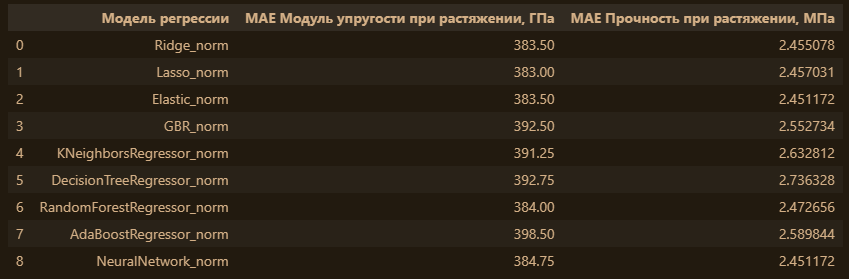 Модель регрессии MAE Модуль упругости при растяжении, ГПа MAE Прочность при растяжении, МПа
0 Ridge_norm 383.50 2.455078
1 Lasso_norm 383.00 2.457031
2 Elastic_norm 383.50 2.451172
3 GBR_norm 392.50 2.552734
4 KNeighborsRegressor_norm 391.25 2.632812
5 DecisionTreeRegressor_norm 392.75 2.736328
6 RandomForestRegressor_norm 384.00 2.472656
7 AdaBoostRegressor_norm 398.50 2.589844
8 NeuralNetwork_norm 384.75 2.451172